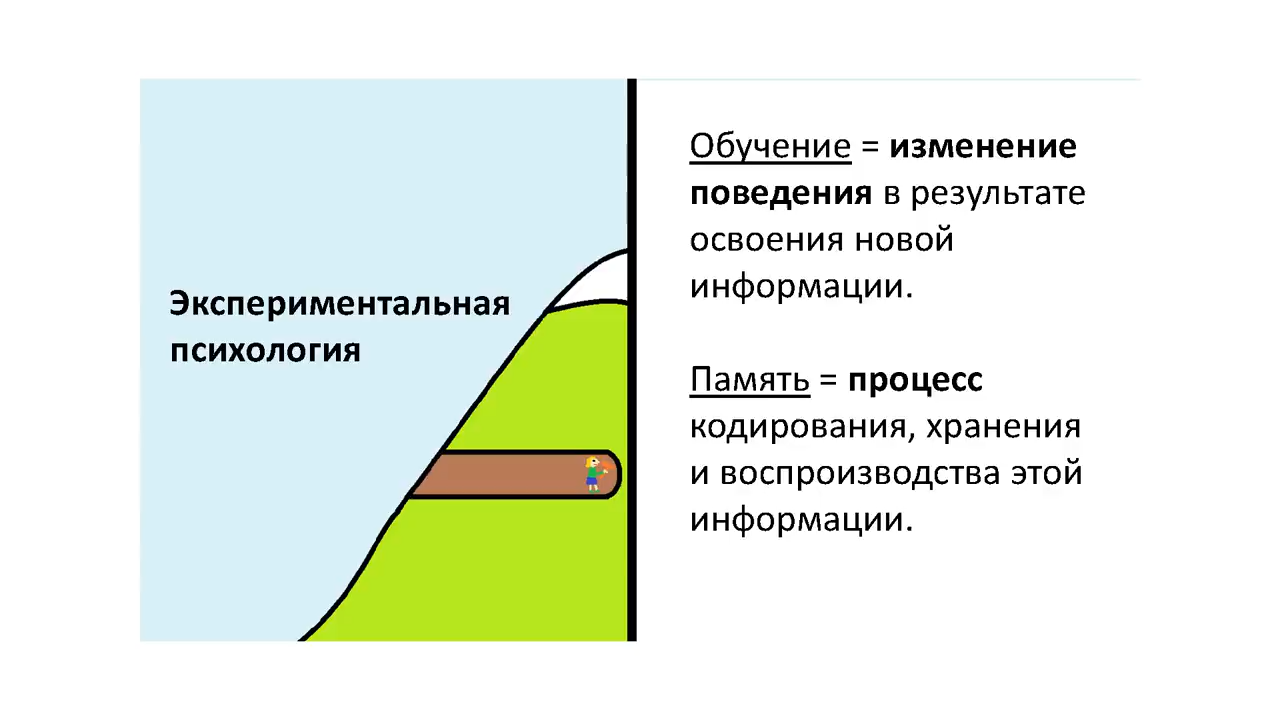 Экспериментальная
психология
Обучение = изменение
поведения в результате
освоения новой
информации.
Память = процесс
кодирования, хранения
и воспроизводства этой
информации.